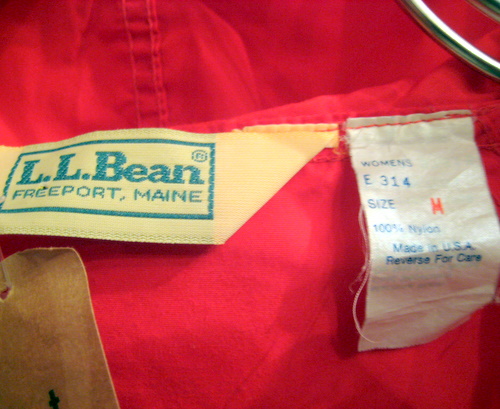 L.L.Bean®
FREEPORT, MAINE
WOMENS
E 314
SIZE M
100% Nylon
Made In U.S.A.
Reverse For Care